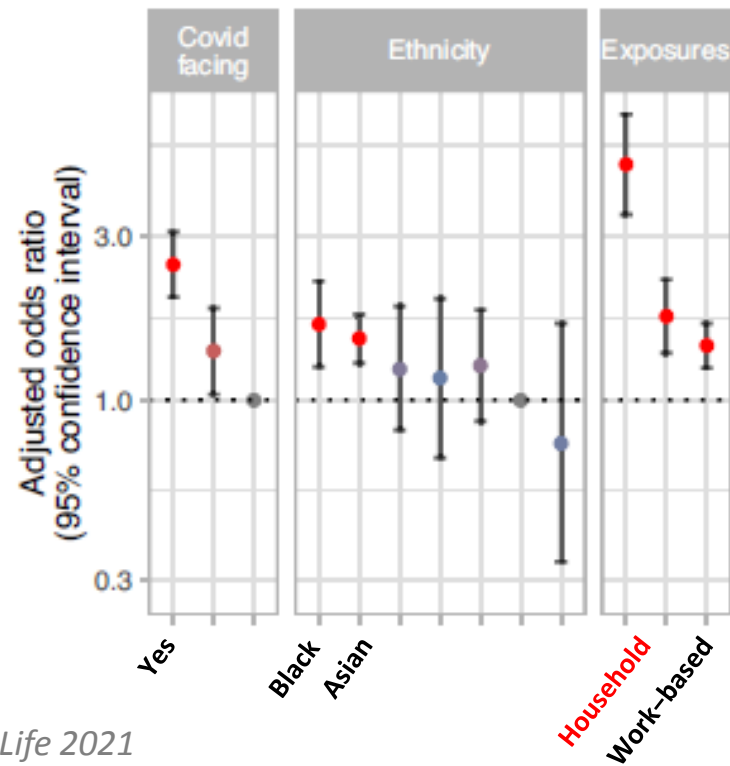 Covid
facing
Ethnicity
Exposures
Adjusted odds ratio
(95% confidence interval)
3.0
1.0
0.3
Yes
Black
Asian
Household
Work–based
Life 2021